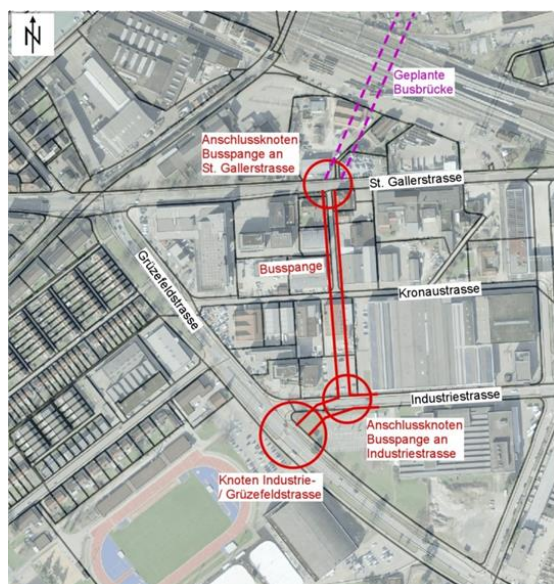 N
Geplante
Busbrücke
Anschlussknoten
Busspange an
St. Gallerstrasse
St. Gallerstrasse
Grüzefeldstrasse
Busspange
Kronaustrasse
Industriestrasse
Anschlussknoten
Busspange an
Industriestrasse
Knoten Industrie-
/ Grüzefeldstrasse